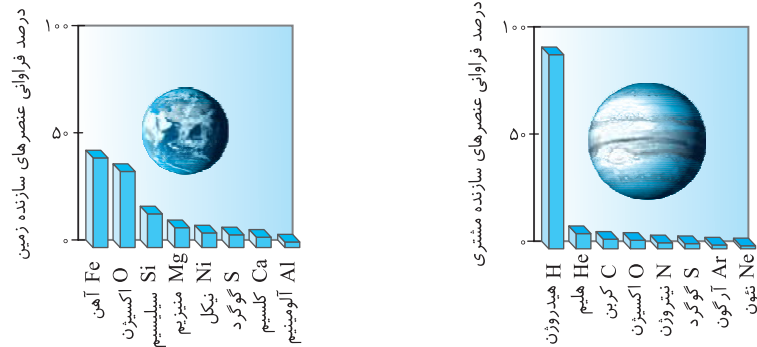 درصد فراوانی عنصرهای سازنده زمین
۱۰۰
۵۰
۰
Fe آهن
O اکسیژن
Si سیلیسیم
Mg منیزیم
Ni نیکل
S گوگرد
Ca کلسیم
Al آلومینیم
درصد فراوانی عنصرهای سازنده مشتری
۱۰۰
۵۰
۰
H هیدروژن
He هلیم
C کربن
O اکسیژن
N نیتروژن
S گوگرد
Ar آرگون
Ne نئون